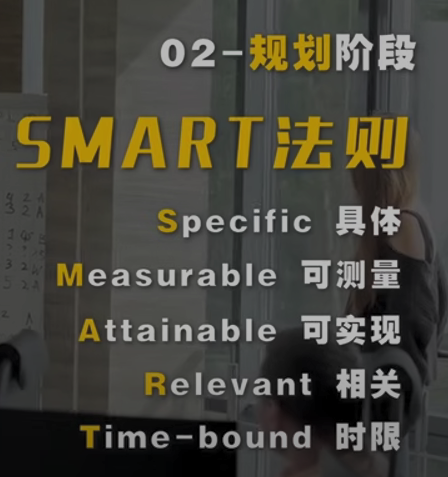 02-规划阶段
SMART法则
Specific 具体
Measurable 可测量
Attainable 可实现
Relevant 相关
Time-bound 时限